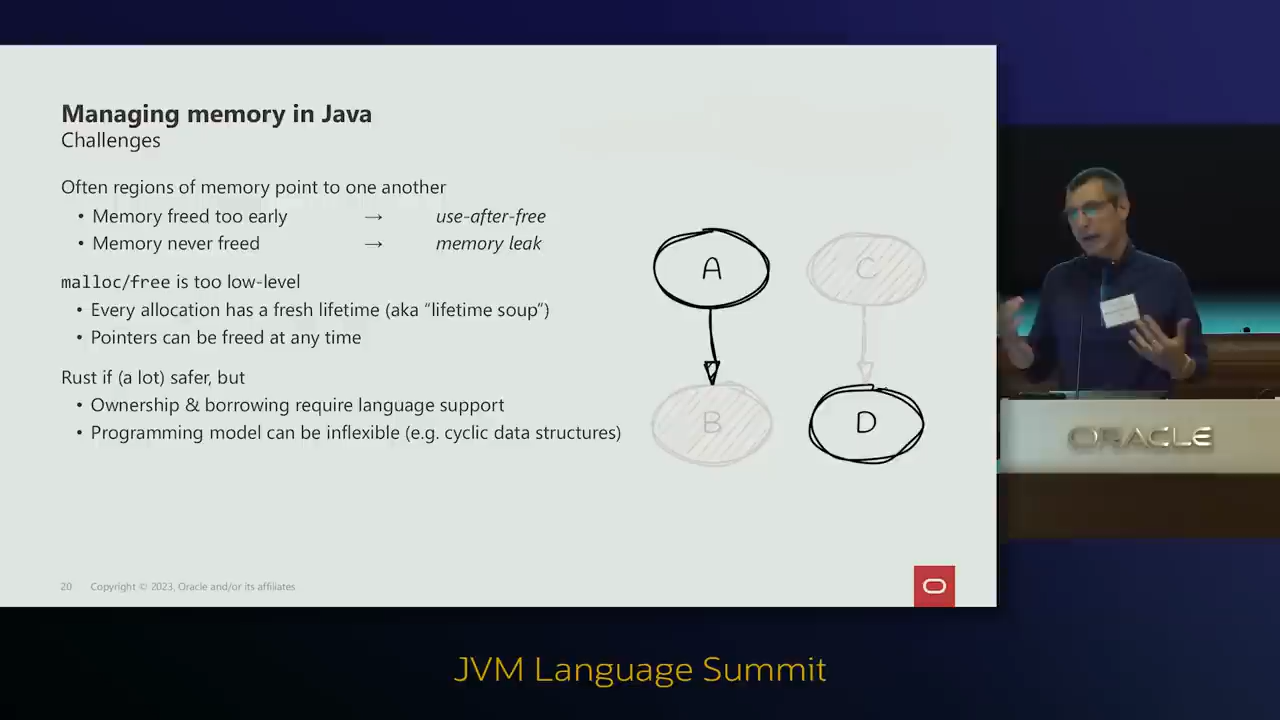 Managing memory in Java
Challenges
Often regions of memory point to one another
• Memory freed too early → use-after-free
• Memory never freed → memory leak
malloc/free is too low-level
• Every allocation has a fresh lifetime (aka “lifetime soup”)
• Pointers can be freed at any time
Rust if (a lot) safer, but
• Ownership & borrowing require language support
• Programming model can be inflexible (e.g. cyclic data structures)
A
C
B
D
20 Copyright © 2023, Oracle and/or its affiliates
ORACLE
JVM Language Summit